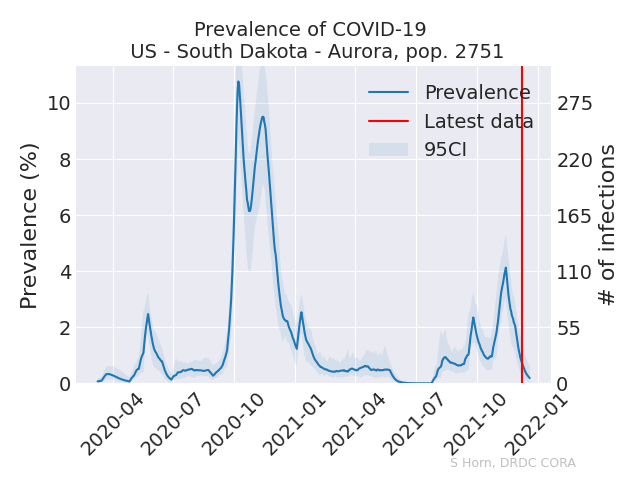 Prevalence of COVID-19
US - South Dakota - Aurora, pop. 2751
Prevalence (%)
10
8
6
4
2
0
Prevalence
Latest data
95CI
275
220
165
110
55
0
# of infections
2020-04
2020-07
2020-10
2021-01
2021-04
2021-07
2021-10
2022-01
S Horn, DRDC CORA